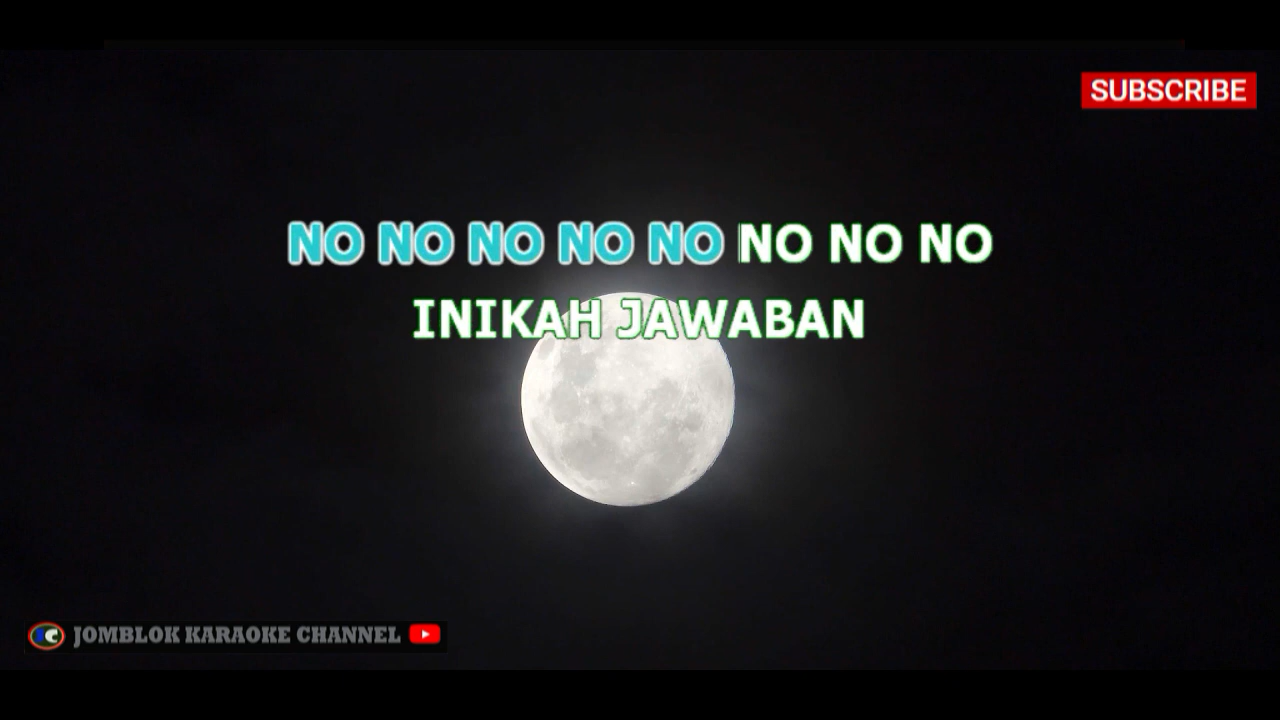 SUBSCRIBE
NO NO NO NO NO NO NO NO
INIKAH JAWABAN
JOMBLOK KARAOKE CHANNEL